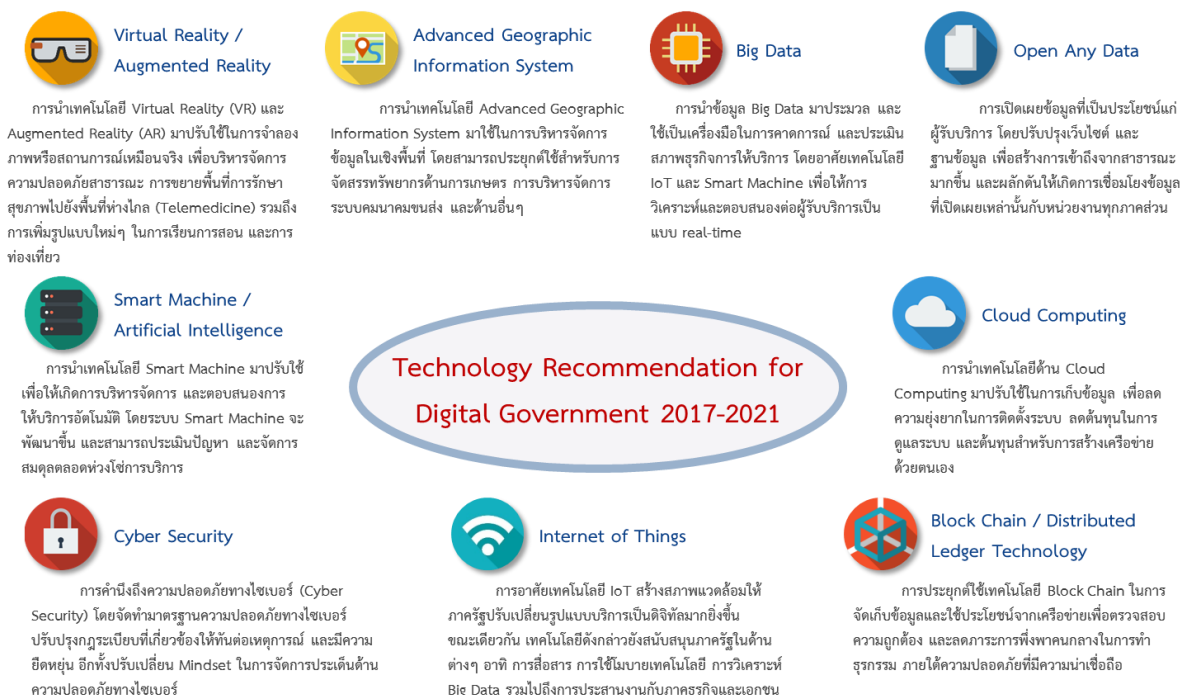 Virtual Reality /
Augmented Reality
การนำเทคโนโลยี Virtual Reality (VR) และ
Augmented Reality (AR) มาปรับใช้ในการจำลอง
ภาพหรือสถานการณ์เหมือนจริง เพื่อบริหารจัดการ
ความปลอดภัยสาธารณะ การขยายพื้นที่การรักษา
สุขภาพไปยังพื้นที่ห่างไกล (Telemedicine) รวมถึง
การเพิ่มรูปแบบใหม่ๆ ในการเรียนการสอน และการ
ท่องเที่ยว
Advanced Geographic
Information System
การนำเทคโนโลยี Advanced Geographic
Information System มาใช้ในการบริหารจัดการ
ข้อมูลในเชิงพื้นที่ โดยสามารถประยุกต์ใช้สำหรับการ
จัดสรรทรัพยากรด้านการเกษตร การบริหารจัดการ
ระบบคมนาคมขนส่ง และด้านอื่นๆ
Big Data
การนำข้อมูล Big Data มาประมวล และ
ใช้เป็นเครื่องมือในการคาดการณ์ และประเมิน
สภาพธุรกิจการให้บริการ โดยอาศัยเทคโนโลยี
IoT และ Smart Machine เพื่อให้การ
วิเคราะห์และตอบสนองต่อผู้รับบริการเป็น
แบบ real-time
Open Any Data
การเปิดเผยข้อมูลที่เป็นประโยชน์แก่
ผู้รับบริการ โดยปรับปรุงเว็บไซต์ และ
ฐานข้อมูล เพื่อสร้างการเข้าถึงจากสาธารณะ
มากขึ้น และผลักดันให้เกิดการเชื่อมโยงข้อมูล
ที่เปิดเผยเหล่านั้นกับหน่วยงานทุกภาคส่วน
Smart Machine /
Artificial Intelligence
การนำเทคโนโลยี Smart Machine มาปรับใช้
เพื่อให้เกิดการบริหารจัดการ และตอบสนองการ
ให้บริการอัตโนมัติ โดยระบบ Smart Machine จะ
พัฒนาขึ้น และสามารถประเมินปัญหา และจัดการ
สมดุลตลอดห่วงโซ่การบริการ
Technology Recommendation for
Digital Government 2017-2021
Cloud Computing
การนำเทคโนโลยีด้าน Cloud
Computing มาปรับใช้ในการเก็บข้อมูล เพื่อลด
ความยุ่งยากในการติดตั้งระบบ ลดต้นทุนในการ
ดูแลระบบ และต้นทุนสำหรับการสร้างเครือข่าย
ด้วยตนเอง
Cyber Security
การคำนึงถึงความปลอดภัยทางไซเบอร์ (Cyber
Security) โดยจัดทำมาตรฐานความปลอดภัยทางไซเบอร์
ปรับปรุงกฎระเบียบที่เกี่ยวข้องให้ทันต่อเหตุการณ์ และมีความ
ยืดหยุ่น อีกทั้งปรับเปลี่ยน Mindset ในการจัดการประเด็นด้าน
ความปลอดภัยทางไซเบอร์
Internet of Things
การอาศัยเทคโนโลยี IoT สร้างสภาพแวดล้อมให้
ภาครัฐปรับเปลี่ยนรูปแบบบริการเป็นดิจิทัลมากยิ่งขึ้น
ขณะเดียวกัน เทคโนโลยีดังกล่าวยังสนับสนุนภาครัฐในด้าน
ต่างๆ อาทิ การสื่อสาร การใช้โมบายเทคโนโลยี การวิเคราะห์
Big Data รวมไปถึงการประสานงานกับภาคธุรกิจและเอกชน
Block Chain / Distributed
Ledger Technology
การประยุกต์ใช้เทคโนโลยี Block Chain ในการ
จัดเก็บข้อมูลและใช้ประโยชน์จากเครือข่ายเพื่อตรวจสอบ
ความถูกต้อง และลดภาระการพึ่งพาคนกลางในการทำ
ธุรกรรม ภายใต้ความปลอดภัยที่มีความน่าเชื่อถือ